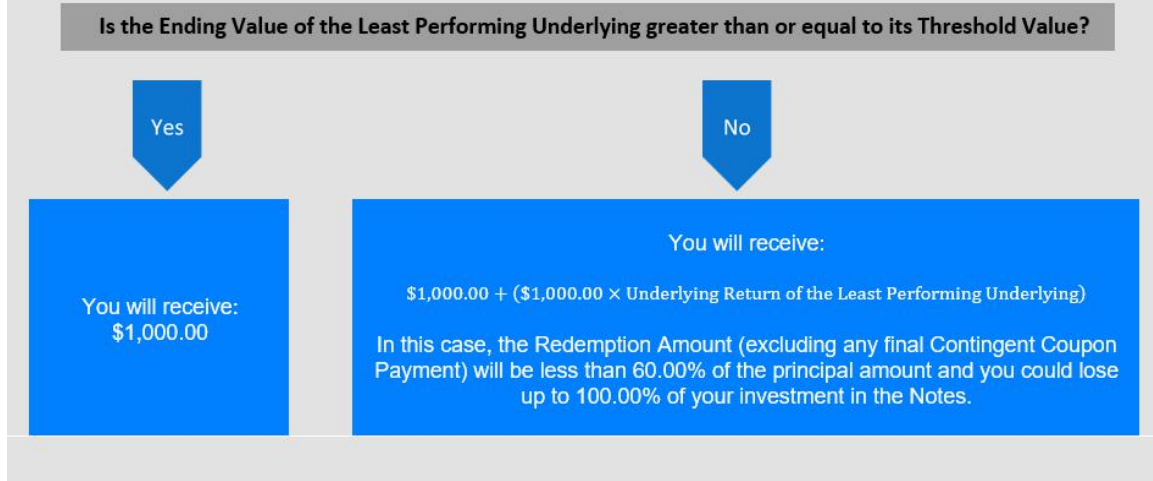 Is the Ending Value of the Least Performing Underlying greater than or equal to its Threshold Value?
Yes
No
You will receive:
$1,000.00
You will receive:
$1,000.00 + ($1,000.00 × Underlying Return of the Least Performing Underlying)
In this case, the Redemption Amount (excluding any final Contingent Coupon
Payment) will be less than 60.00% of the principal amount and you could lose
up to 100.00% of your investment in the Notes.